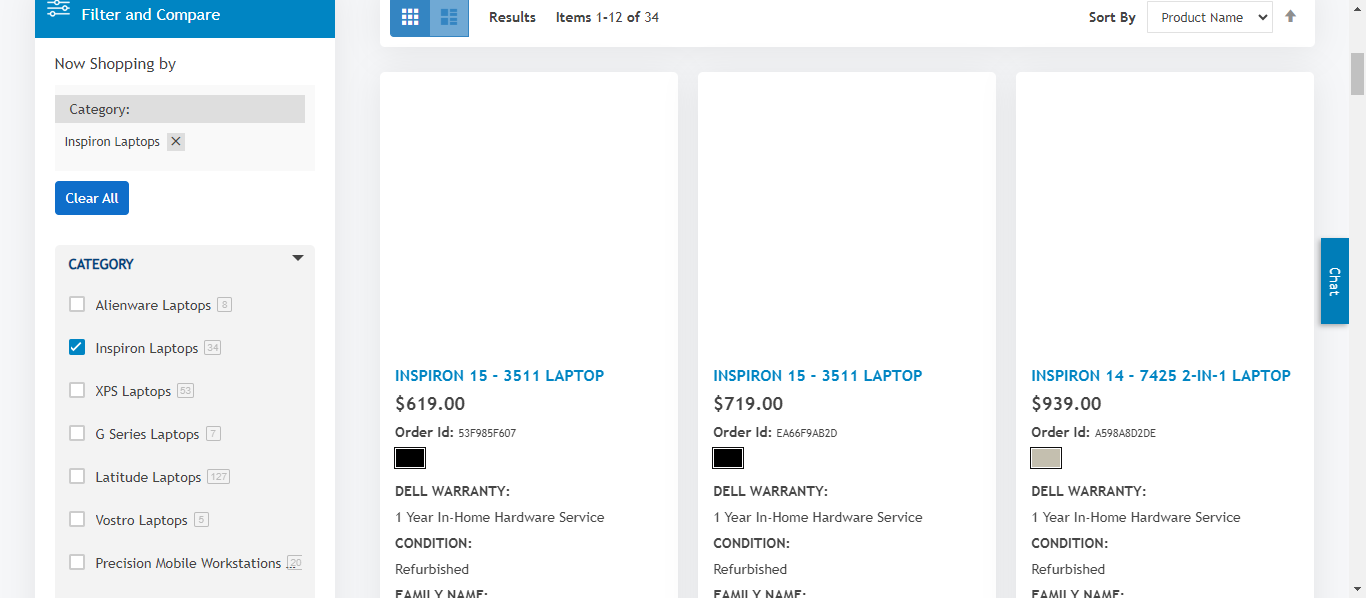 Filter and Compare
Now Shopping by
Category:
Inspiron Laptops
Clear All
CATEGORY
Alienware Laptops 8
Inspiron Laptops 34
XPS Laptops 53
G Series Laptops 7
Latitude Laptops 127
Vostro Laptops 5
Precision Mobile Workstations ... 20
Results Items 1-12 of 34
Sort By Product Name
INSPIRON 15 - 3511 LAPTOP
$619.00
Order Id: 53F985F607
DELL WARRANTY:
1 Year In-Home Hardware Service
CONDITION:
Refurbished
FAMILY NAME:
INSPIRON 15 - 3511 LAPTOP
$719.00
Order Id: EA66F9AB2D
DELL WARRANTY:
1 Year In-Home Hardware Service
CONDITION:
Refurbished
FAMILY NAME:
INSPIRON 14 - 7425 2-IN-1 LAPTOP
$939.00
Order Id: A598A8D2DE
DELL WARRANTY:
1 Year In-Home Hardware Service
CONDITION:
Refurbished
FAMILY NAME:
Chat